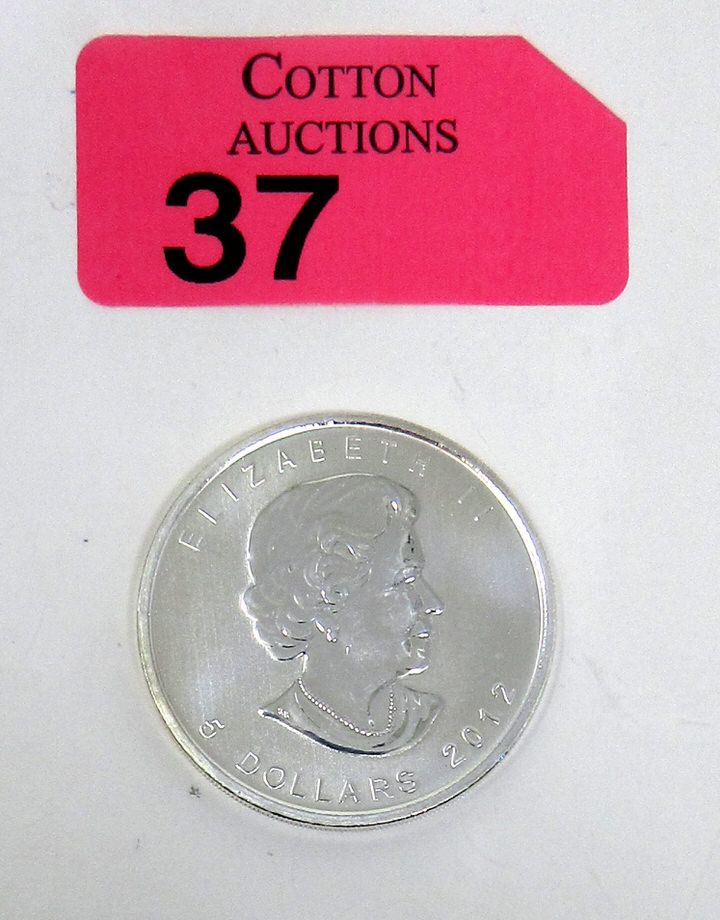 COTTON
AUCTIONS
37
ELIZABETH II
5 DOLLARS 2012